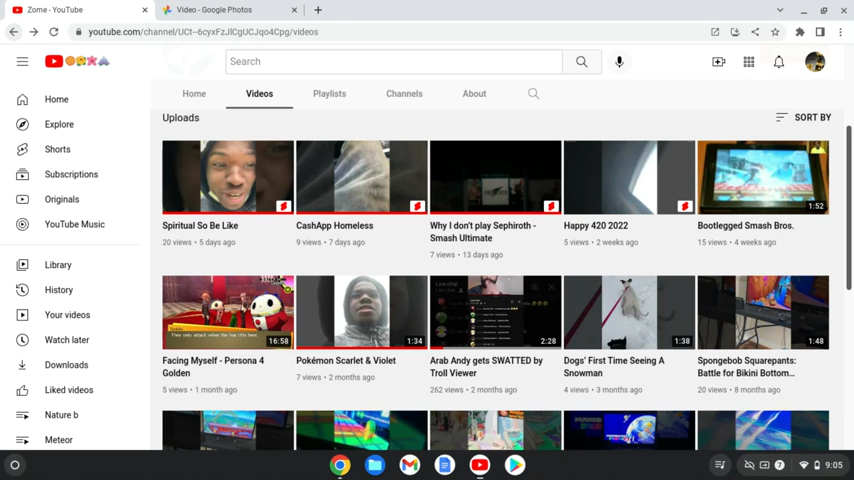 Zome - YouTube
Video - Google Photos
youtube.com/channel/UCt--6cyxFzJlCgUCJqo4Cpg/videos
Search
Home
Videos
Playlists
Channels
About
Uploads
SORT BY
Home
Explore
Shorts
Subscriptions
Originals
YouTube Music
Library
History
Your videos
Watch later
Downloads
Liked videos
Nature b
Meteor
1:52
Spiritual So Be Like
20 views • 5 days ago
CashApp Homeless
9 views • 7 days ago
Why I don't play Sephiroth -
Smash Ultimate
7 views • 13 days ago
Happy 420 2022
5 views • 2 weeks ago
Bootlegged Smash Bros.
15 views • 4 weeks ago
They only attack when the
16:58
1:34
Live chat
2:28
1:38
1:48
Facing Myself - Persona 4
Golden
5 views • 1 month ago
Pokémon Scarlet & Violet
7 views • 2 months ago
Arab Andy gets SWATTED by
Troll Viewer
262 views • 2 months ago
Dogs' First Time Seeing A
Snowman
4 views • 3 months ago
Spongebob Squarepants:
Battle for Bikini Bottom...
20 views • 8 months ago
9:05